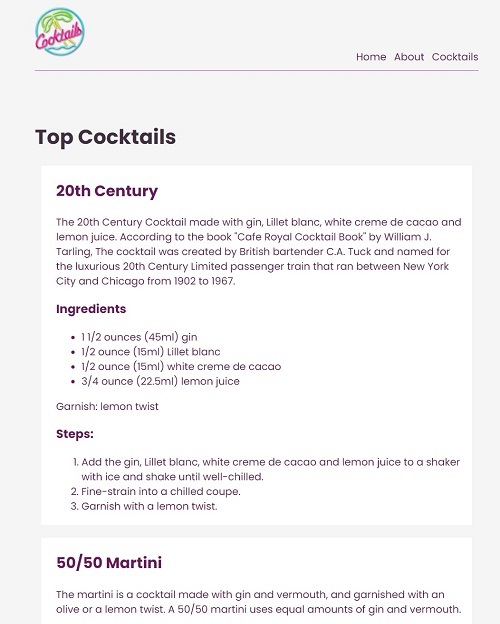 Cocktails
Home About Cocktails
Top Cocktails
20th Century
The 20th Century Cocktail made with gin, Lillet blanc, white creme de cacao and
lemon juice. According to the book "Cafe Royal Cocktail Book" by William J.
Tarling, The cocktail was created by British bartender C.A. Tuck and named for
the luxurious 20th Century Limited passenger train that ran between New York
City and Chicago from 1902 to 1967.
Ingredients
• 1 1/2 ounces (45ml) gin
• 1/2 ounce (15ml) Lillet blanc
• 1/2 ounce (15ml) white creme de cacao
• 3/4 ounce (22.5ml) lemon juice
Garnish: lemon twist
Steps:
1. Add the gin, Lillet blanc, white creme de cacao and lemon juice to a shaker
with ice and shake until well-chilled.
2. Fine-strain into a chilled coupe.
3. Garnish with a lemon twist.
50/50 Martini
The martini is a cocktail made with gin and vermouth, and garnished with an
olive or a lemon twist. A 50/50 martini uses equal amounts of gin and vermouth.